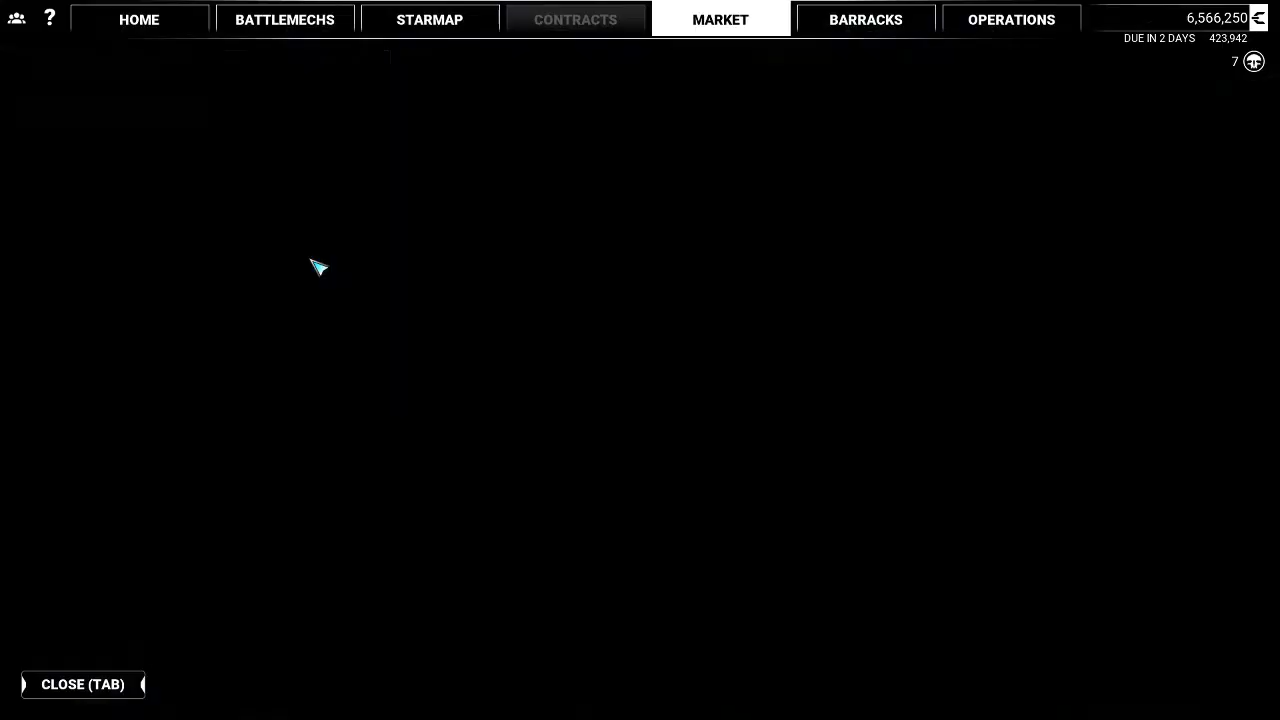 ? HOME BATTLEMECHS STARMAP CONTRACTS MARKET BARRACKS OPERATIONS 6,566,250
DUE IN 2 DAYS 423,942
7
CLOSE (TAB)